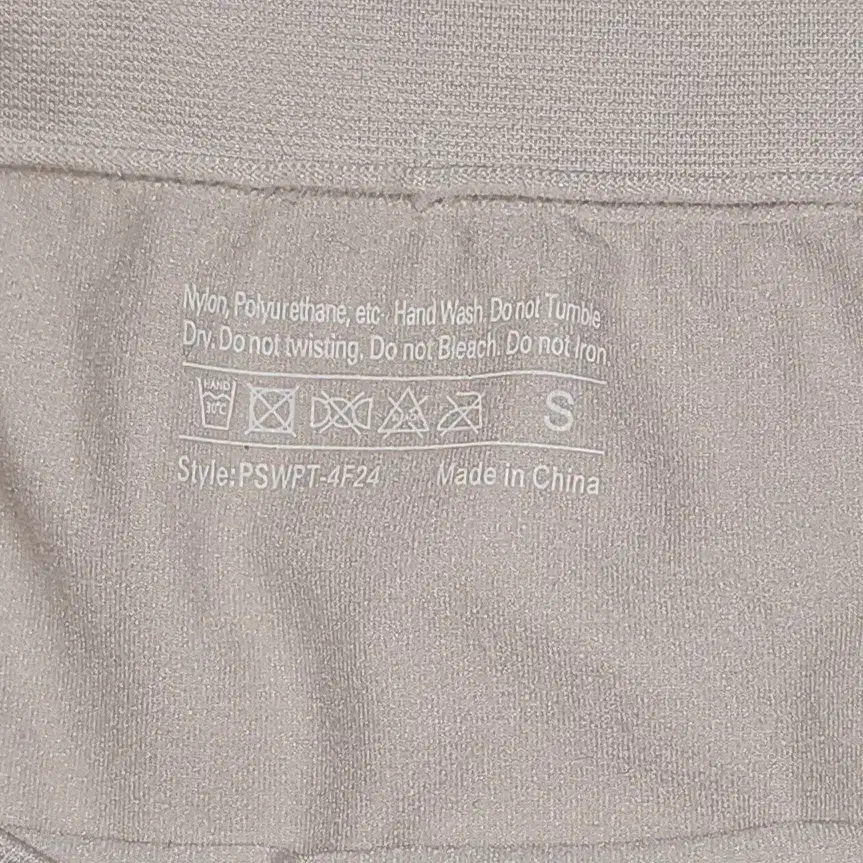 Nylon, Polyurethane, etc· Hand Wash Do not Tumble
Dry. Do not twisting. Do not Bleach. Do not Iron.
HAND
30℃
S
Style:PSWPT-4F24 Made in China